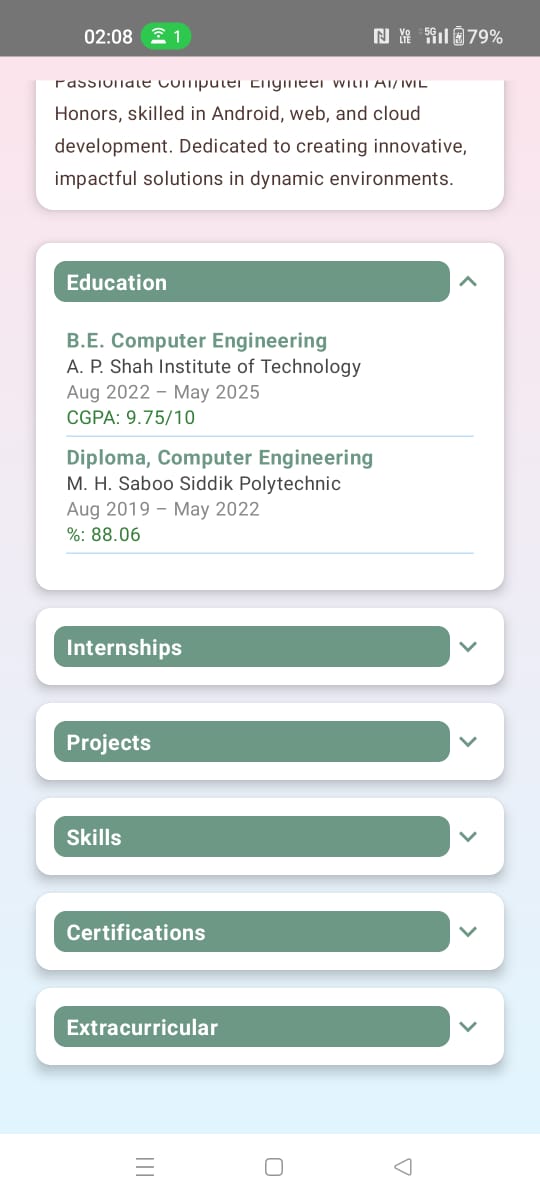 02:08 1 VoLTE 5G 79%
Passionate Computer Engineer with AI/ML
Honors, skilled in Android, web, and cloud
development. Dedicated to creating innovative,
impactful solutions in dynamic environments.
Education
B.E. Computer Engineering
A. P. Shah Institute of Technology
Aug 2022 – May 2025
CGPA: 9.75/10
Diploma, Computer Engineering
M. H. Saboo Siddik Polytechnic
Aug 2019 – May 2022
%: 88.06
Internships
Projects
Skills
Certifications
Extracurricular